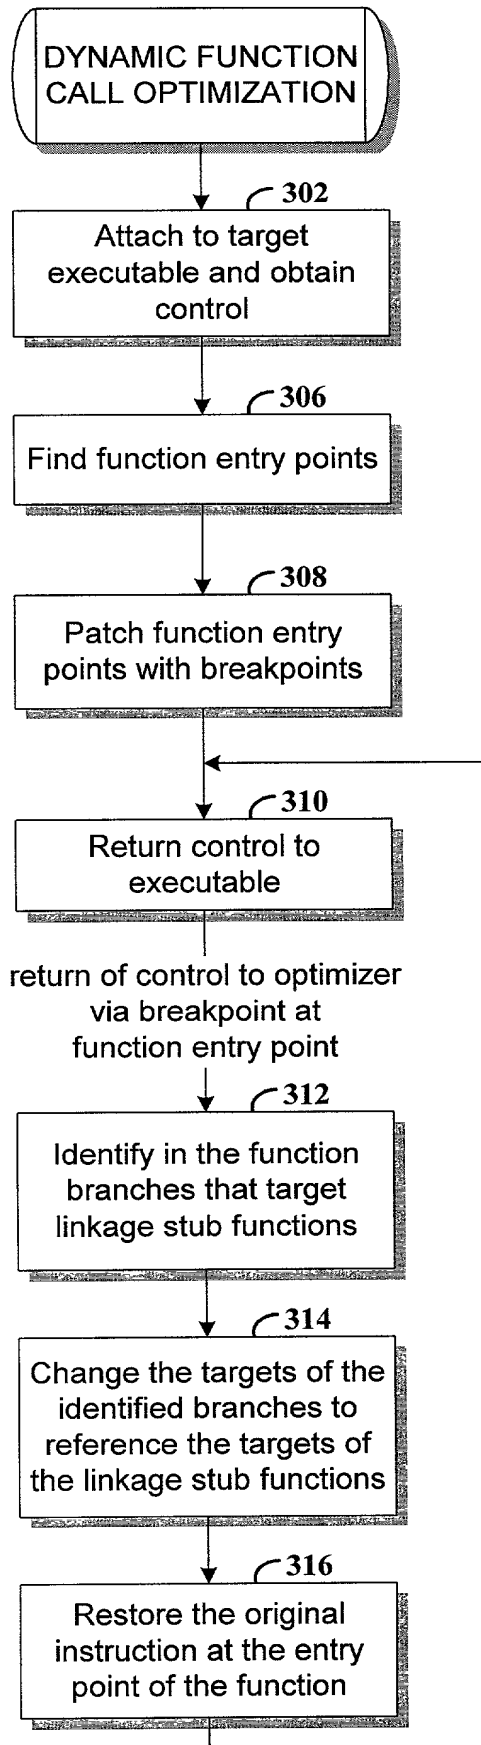 DYNAMIC FUNCTION
CALL OPTIMIZATION
302
Attach to target
executable and obtain
control
306
Find function entry points
308
Patch function entry
points with breakpoints
310
Return control to
executable
return of control to optimizer
via breakpoint at
function entry point
312
Identify in the function
branches that target
linkage stub functions
314
Change the targets of the
identified branches to
reference the targets of
the linkage stub functions
316
Restore the original
instruction at the entry
point of the function